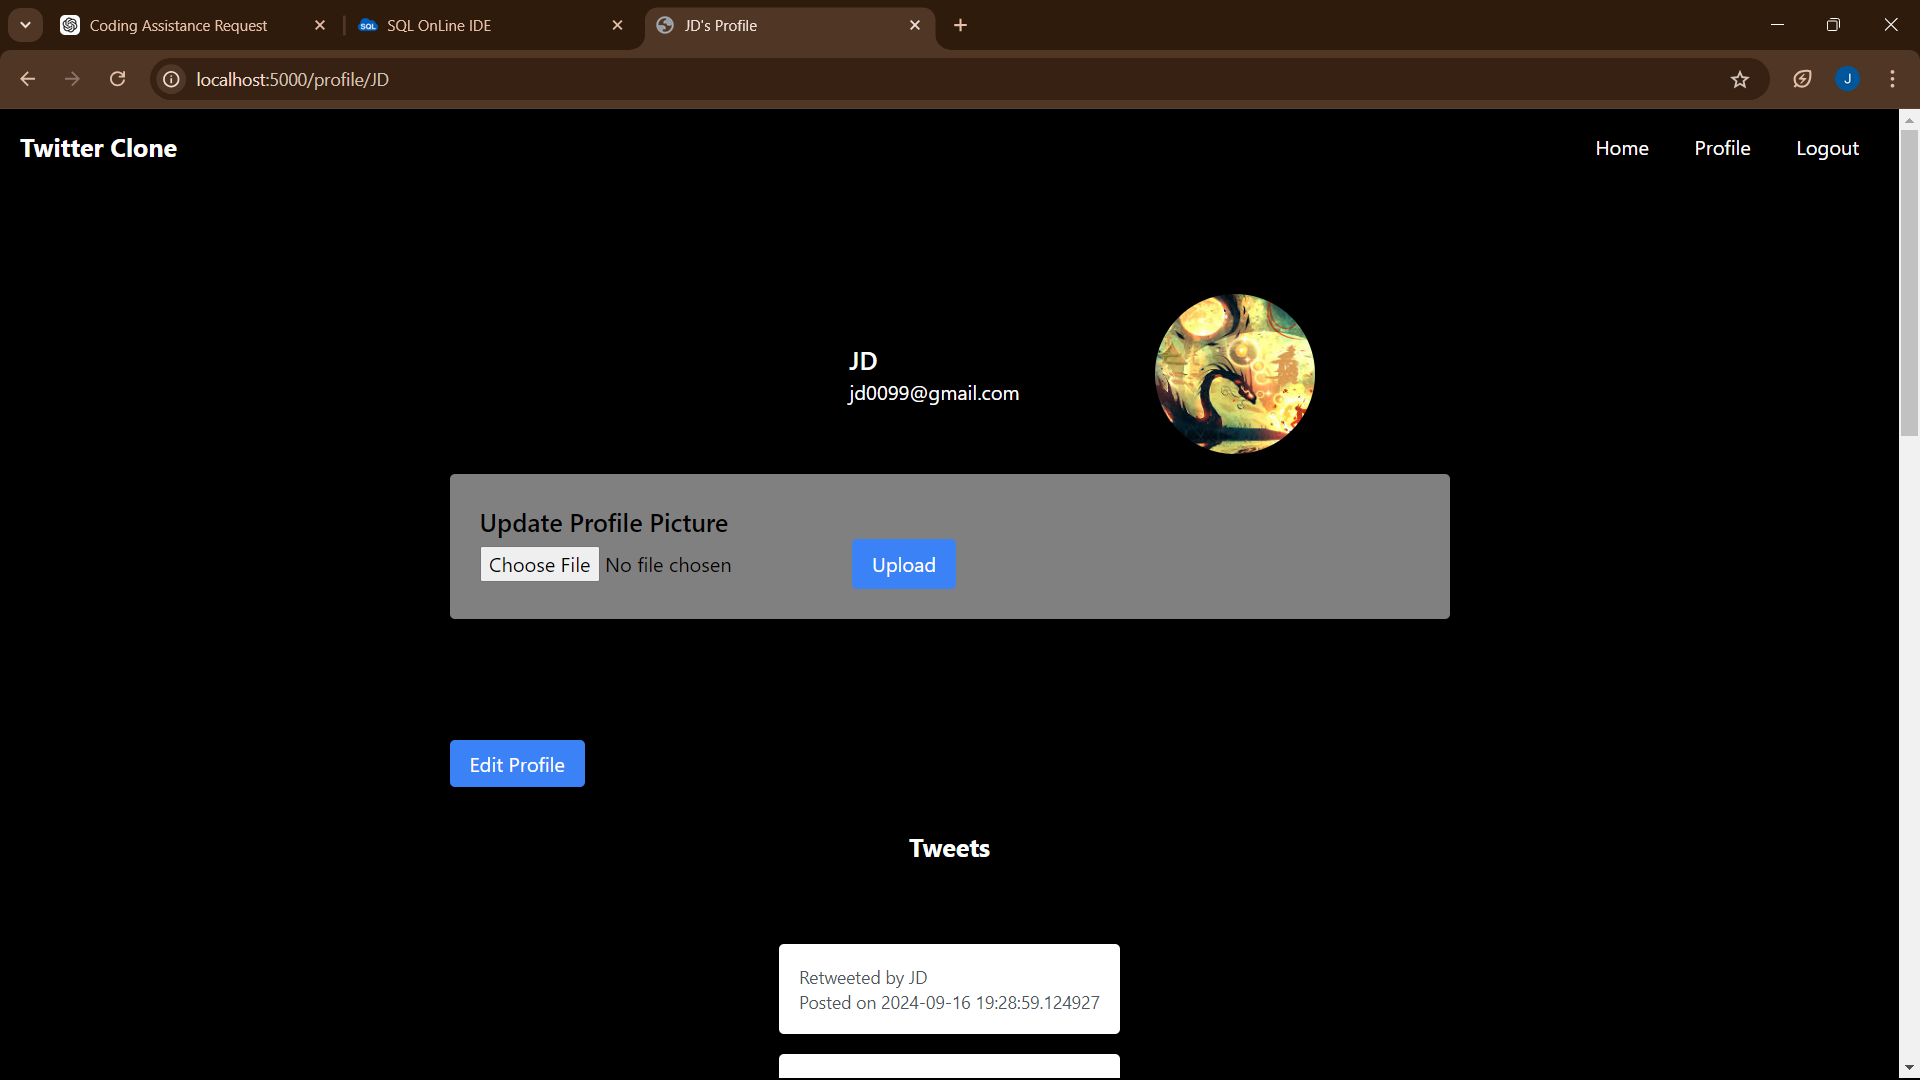 Coding Assistance Request
SQL OnLine IDE
JD's Profile
localhost:5000/profile/JD
J
Twitter Clone
Home
Profile
Logout
JD
jd0099@gmail.com
Update Profile Picture
Choose File No file chosen
Upload
Edit Profile
Tweets
Retweeted by JD
Posted on 2024-09-16 19:28:59.124927